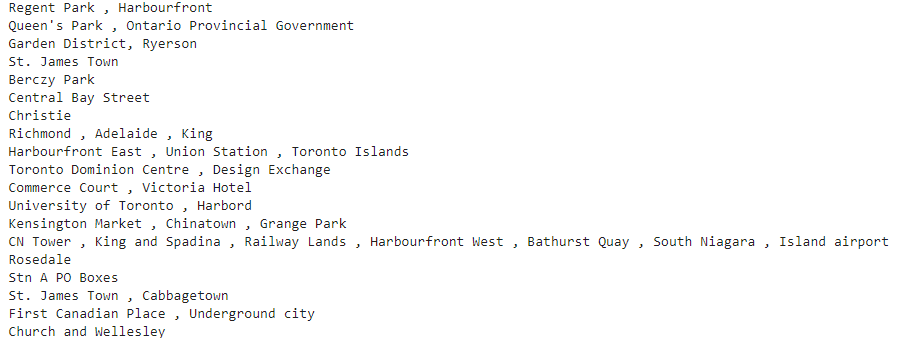 Regent Park , Harbourfront
Queen's Park , Ontario Provincial Government
Garden District, Ryerson
St. James Town
Berczy Park
Central Bay Street
Christie
Richmond , Adelaide , King
Harbourfront East , Union Station , Toronto Islands
Toronto Dominion Centre , Design Exchange
Commerce Court , Victoria Hotel
University of Toronto , Harbord
Kensington Market , Chinatown , Grange Park
CN Tower , King and Spadina , Railway Lands , Harbourfront West , Bathurst Quay , South Niagara , Island airport
Rosedale
Stn A PO Boxes
St. James Town , Cabbagetown
First Canadian Place , Underground city
Church and Wellesley